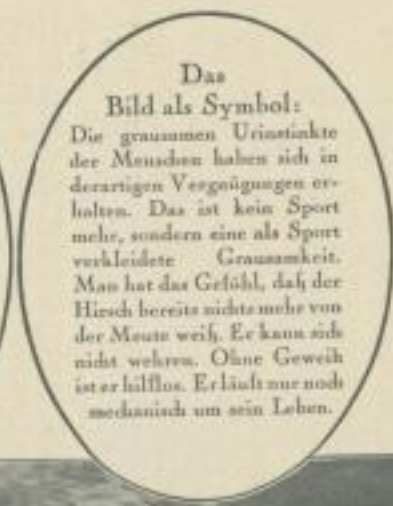 Das
Bild als Symbol:
Die grausamen Urinstinkte
der Menschen haben sich in
derartigen Vergnügungen er-
halten. Das ist kein Sport
mehr, sondern eine als Sport
verkleidete Grausamkeit.
Man hat das Gefühl, daß der
Hirsch bereits nichts mehr von
der Meute weiß. Er kann sich
nicht wehren. Ohne Geweih
ist er hilflos. Er läuft nur noch
mechanisch um sein Leben.